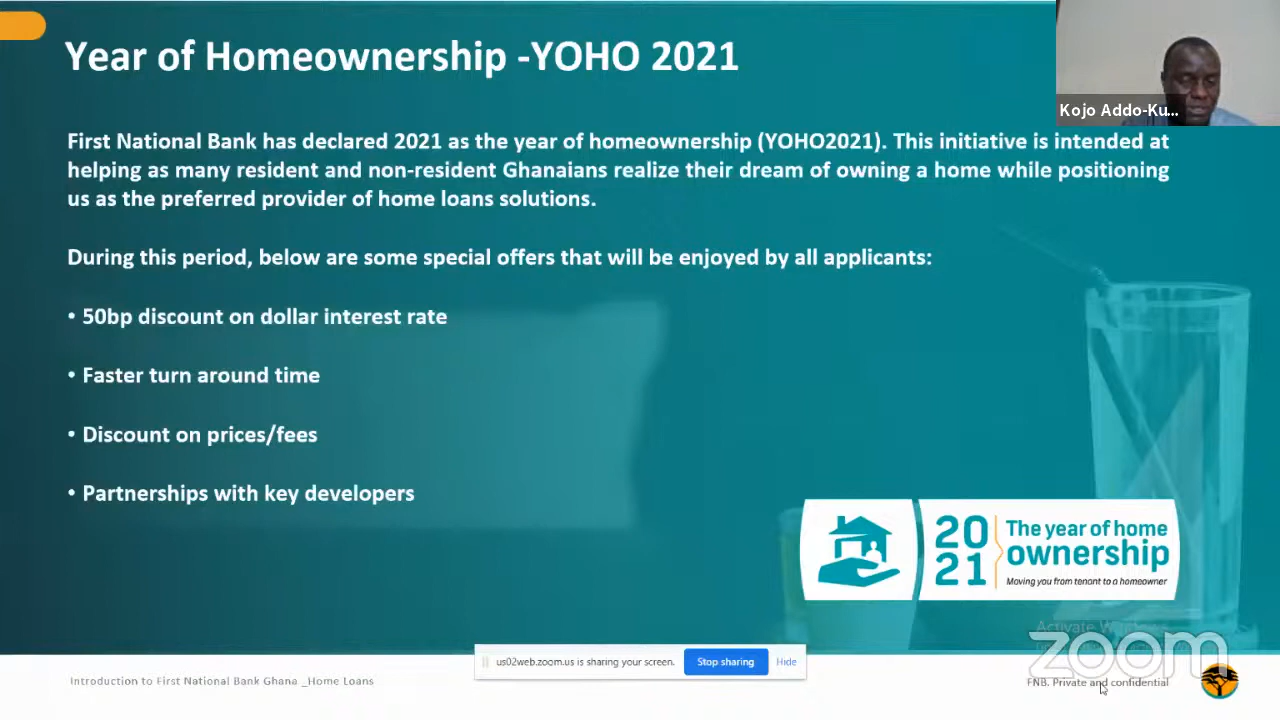 Year of Homeownership -YOHO 2021
Kojo Addo-Ku...
First National Bank has declared 2021 as the year of homeownership (YOHO2021). This initiative is intended at
helping as many resident and non-resident Ghanaians realize their dream of owning a home while positioning
us as the preferred provider of home loans solutions.
During this period, below are some special offers that will be enjoyed by all applicants:
• 50bp discount on dollar interest rate
• Faster turn around time
• Discount on prices/fees
• Partnerships with key developers
20
21
The year of home
ownership
Moving you from tenant to a homeowner
Activate Windows
zoom
us02web.zoom.us is sharing your screen.
Stop sharing
Hide
Introduction to First National Bank Ghana _Home Loans
FNB. Private and confidential